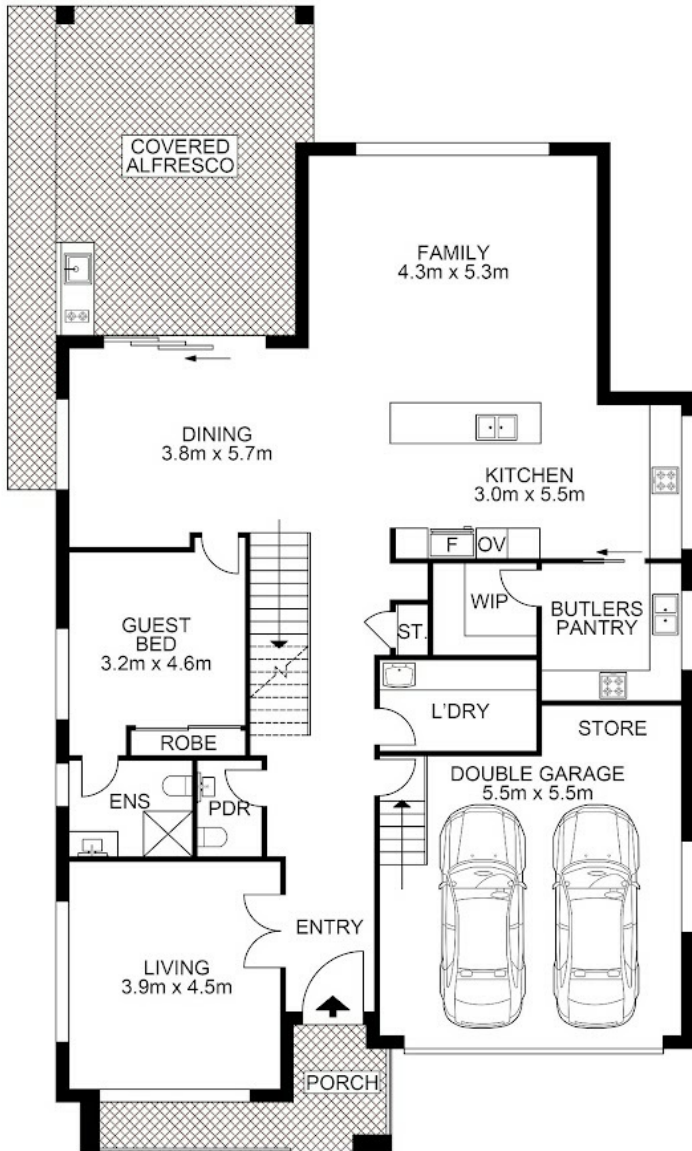 COVERED
ALFRESCO
FAMILY
4.3m x 5.3m
DINING
3.8m x 5.7m
KITCHEN
3.0m x 5.5m
F
OV
WIP
BUTLERS
PANTRY
ST.
GUEST
BED
3.2m x 4.6m
L'DRY
STORE
ROBE
DOUBLE GARAGE
5.5m x 5.5m
ENS
PDR
ENTRY
LIVING
3.9m x 4.5m
PORCH